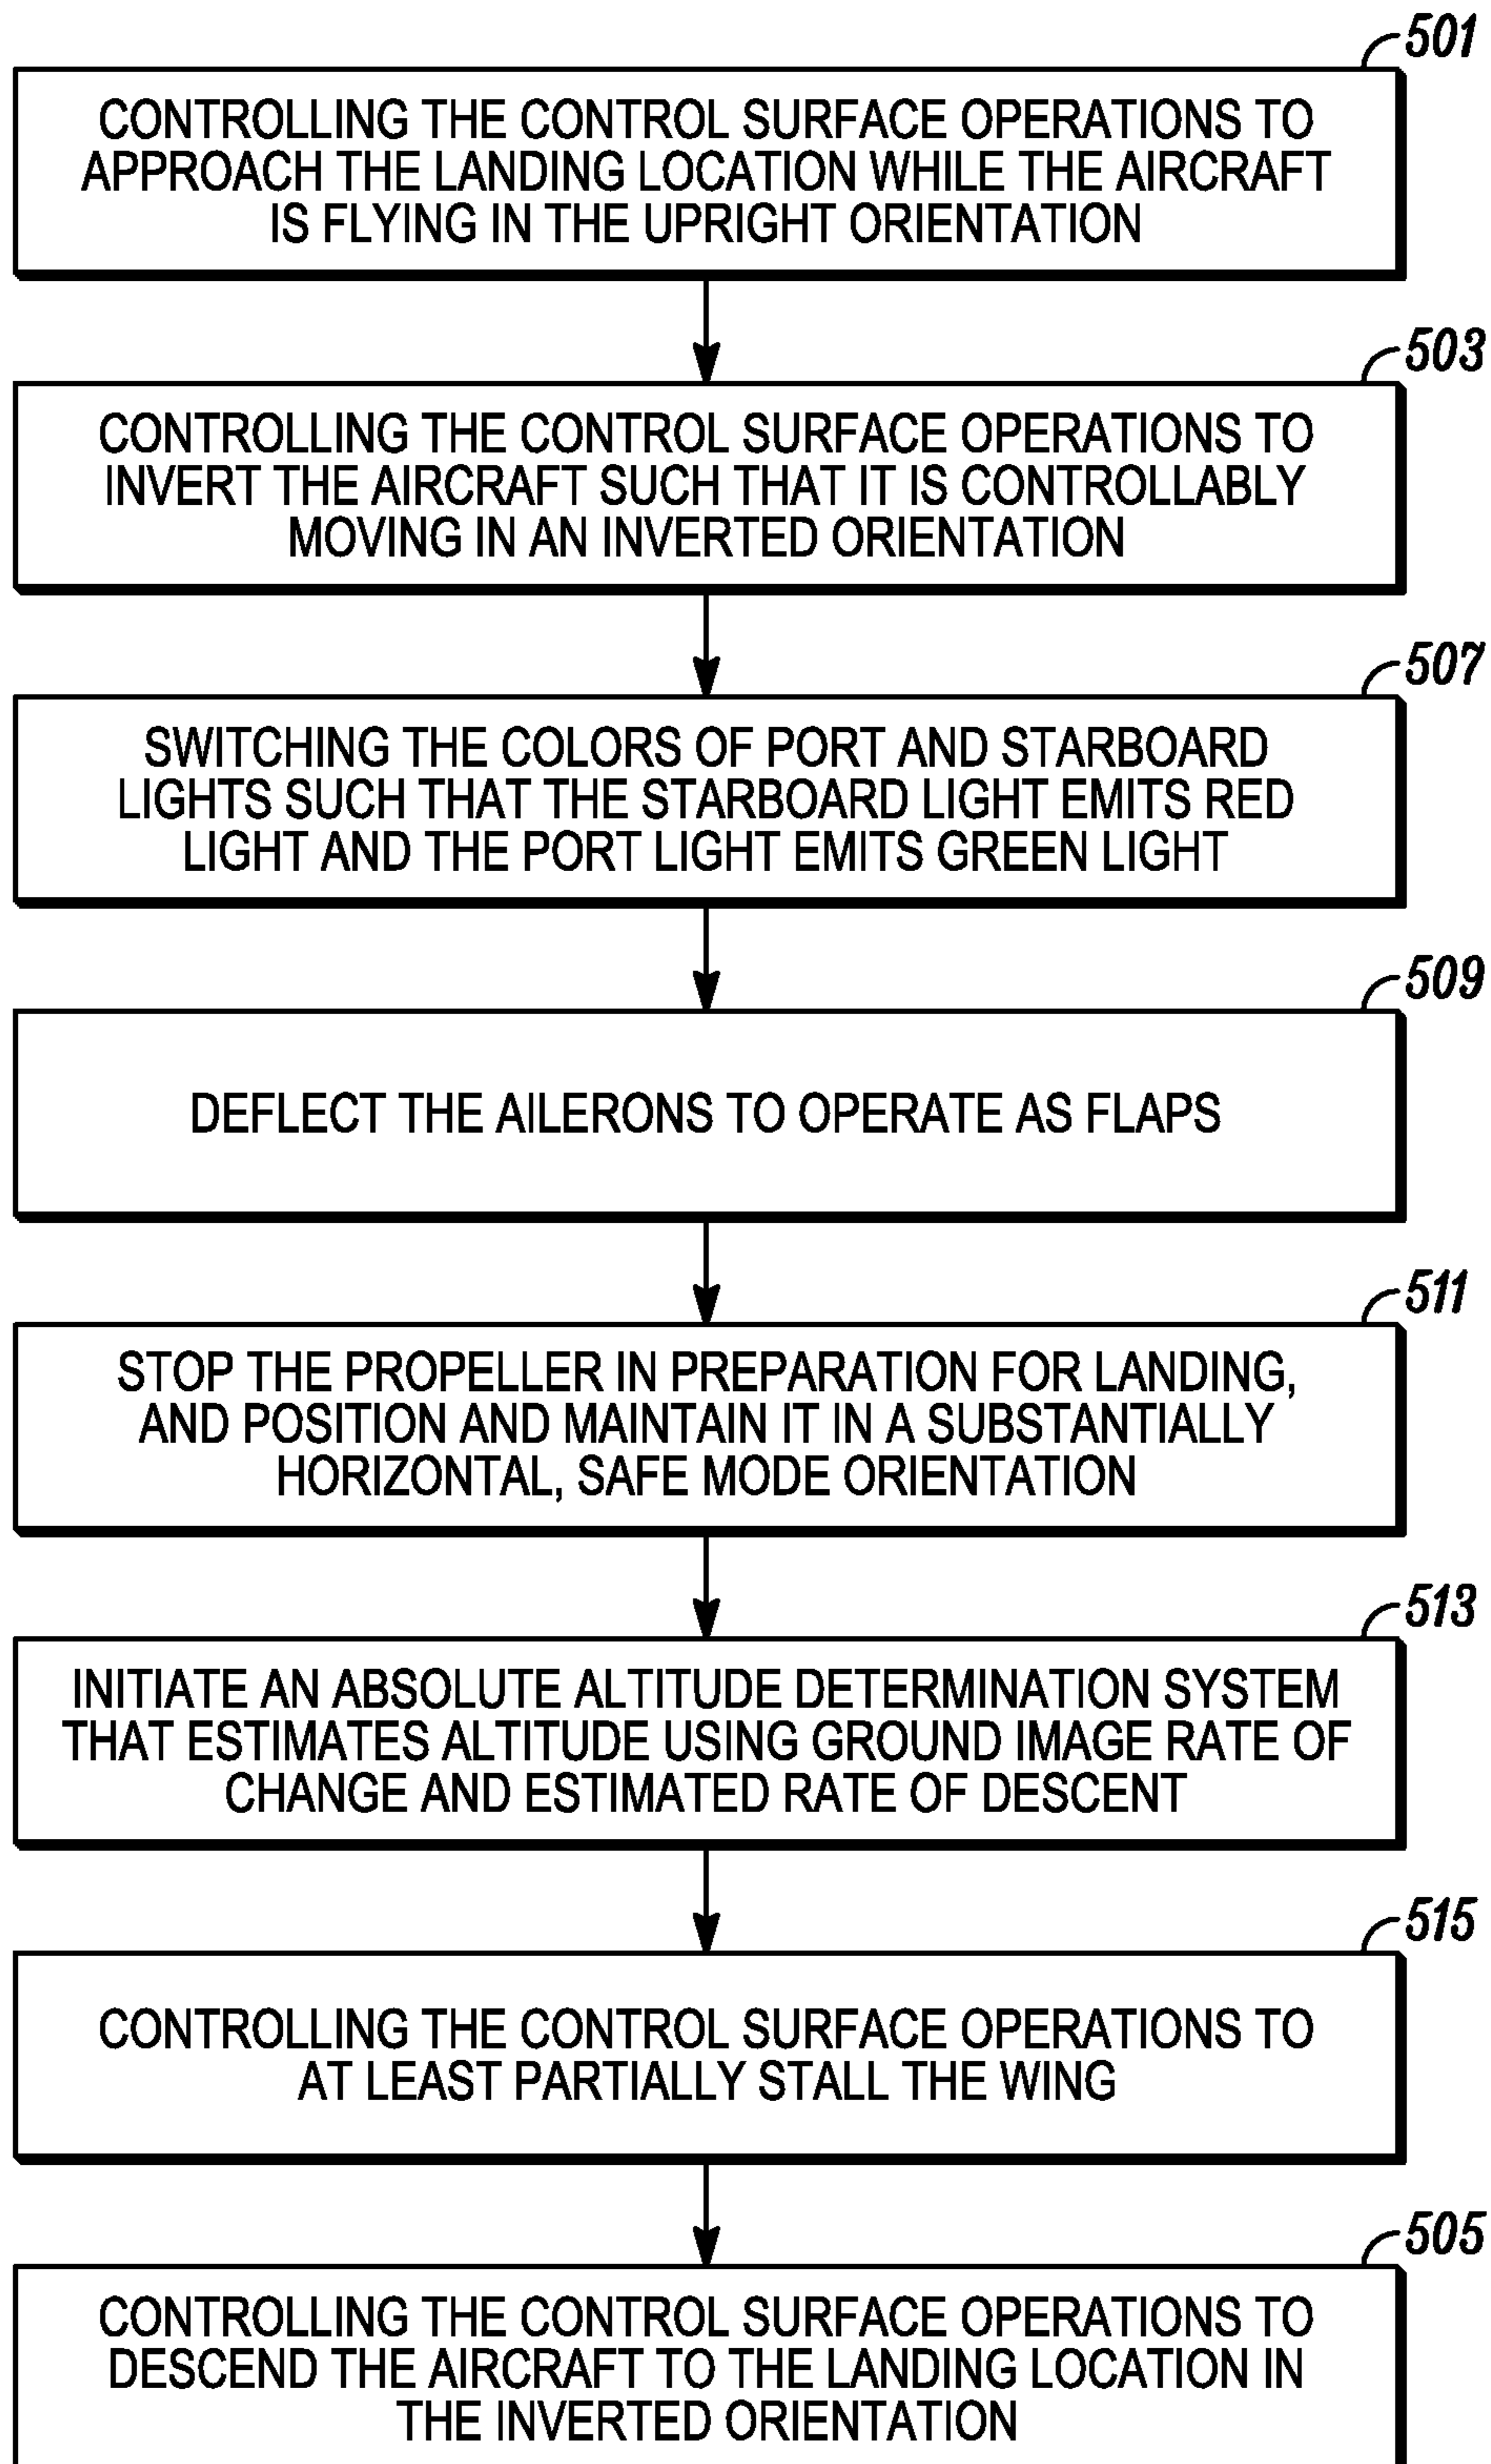 501
CONTROLLING THE CONTROL SURFACE OPERATIONS TO
APPROACH THE LANDING LOCATION WHILE THE AIRCRAFT
IS FLYING IN THE UPRIGHT ORIENTATION
503
CONTROLLING THE CONTROL SURFACE OPERATIONS TO
INVERT THE AIRCRAFT SUCH THAT IT IS CONTROLLABLY
MOVING IN AN INVERTED ORIENTATION
507
SWITCHING THE COLORS OF PORT AND STARBOARD
LIGHTS SUCH THAT THE STARBOARD LIGHT EMITS RED
LIGHT AND THE PORT LIGHT EMITS GREEN LIGHT
509
DEFLECT THE AILERONS TO OPERATE AS FLAPS
511
STOP THE PROPELLER IN PREPARATION FOR LANDING,
AND POSITION AND MAINTAIN IT IN A SUBSTANTIALLY
HORIZONTAL, SAFE MODE ORIENTATION
513
INITIATE AN ABSOLUTE ALTITUDE DETERMINATION SYSTEM
THAT ESTIMATES ALTITUDE USING GROUND IMAGE RATE OF
CHANGE AND ESTIMATED RATE OF DESCENT
515
CONTROLLING THE CONTROL SURFACE OPERATIONS TO
AT LEAST PARTIALLY STALL THE WING
505
CONTROLLING THE CONTROL SURFACE OPERATIONS TO
DESCEND THE AIRCRAFT TO THE LANDING LOCATION IN
THE INVERTED ORIENTATION